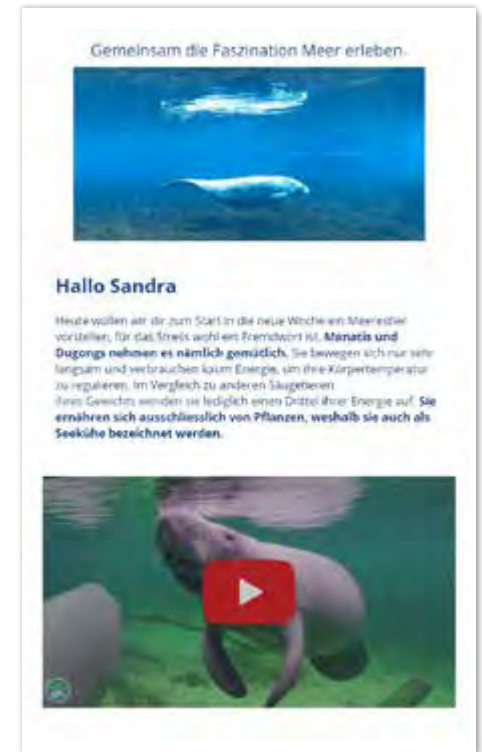 Gemeinsam die Faszination Meer erleben.
Hallo Sandra
Heute wollen wir dir zum Start in die neue Woche ein Meerestier
vorstellen, für das Stress wohl ein Fremdwort ist. Manatis und
Dugongs nehmen es nämlich gemütlich. Sie bewegen sich nur sehr
langsam und verbrauchen kaum Energie, um ihre Körpertemperatur
zu regulieren. Im Vergleich zu anderen Säugetieren
ihres Gewichts wenden sie lediglich einen Drittel ihrer Energie auf. Sie
ernähren sich ausschliesslich von Pflanzen, weshalb sie auch als
Seekühe bezeichnet werden.